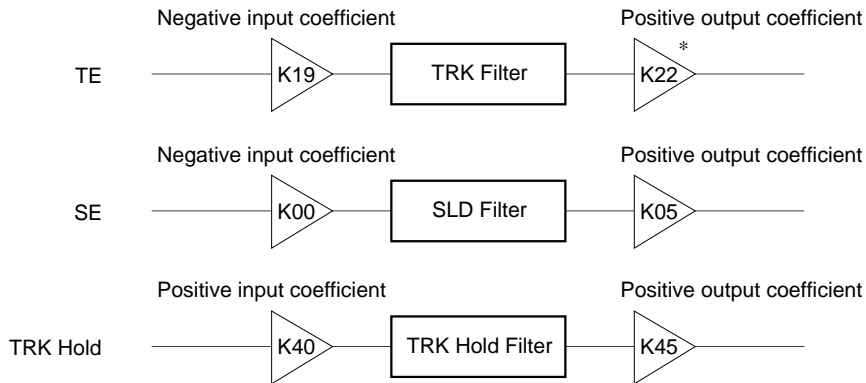 Negative input coefficient Positive output coefficient
TE K19 TRK Filter K22 *
Negative input coefficient Positive output coefficient
SE K00 SLD Filter K05
Positive input coefficient Positive output coefficient
TRK Hold K40 TRK Hold Filter K45